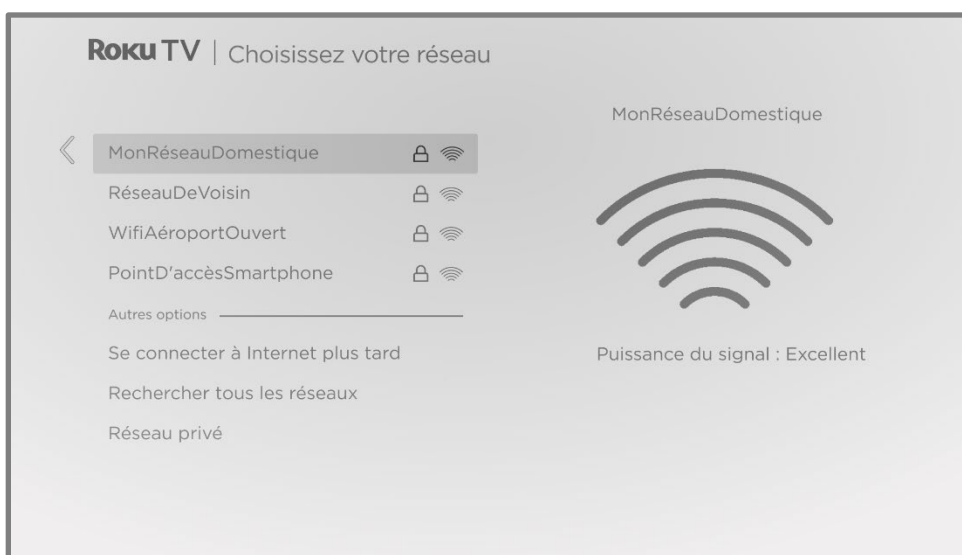 Roku TV | Choisissez votre réseau
MonRéseauDomestique
RéseauDeVoisin
WifiAéroportOuvert
PointD'accèsSmartphone
Autres options
Se connecter à Internet plus tard
Rechercher tous les réseaux
Réseau privé
MonRéseauDomestique
Puissance du signal : Excellent